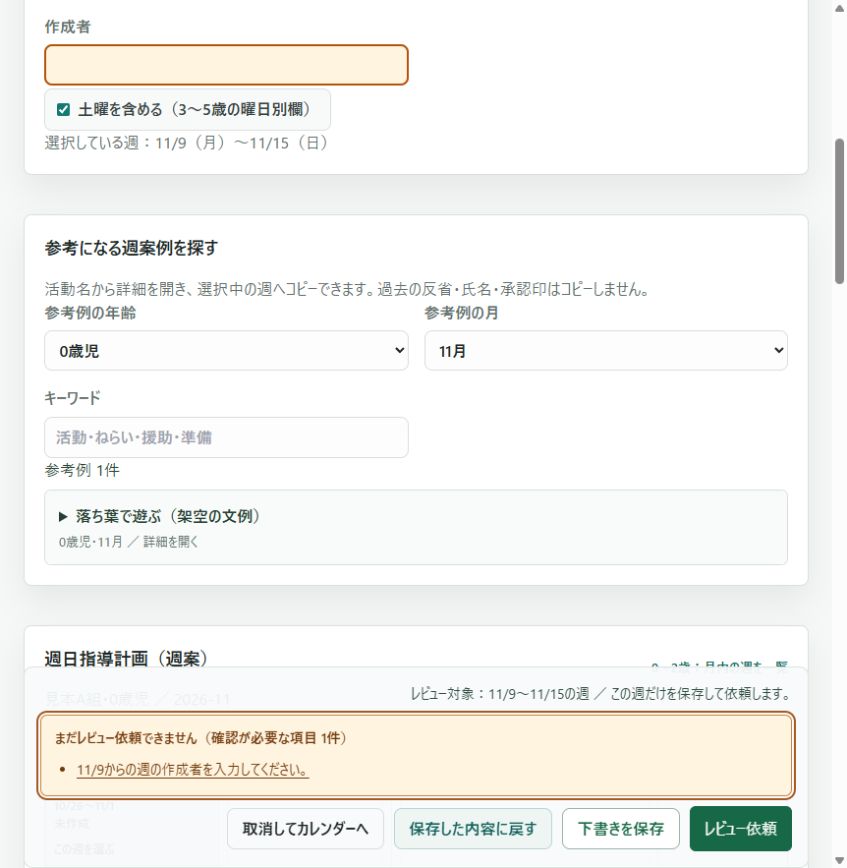 作成者
土曜を含める（3〜5歳の曜日別欄）
選択している週：11/9（月）〜11/15（日）
参考になる週案例を探す
活動名から詳細を開き、選択中の週へコピーできます。過去の反省・氏名・承認印はコピーしません。
参考例の年齢
参考例の月
0歳児
11月
キーワード
活動・ねらい・援助・準備
参考例 1件
▶ 落ち葉で遊ぶ（架空の文例）
0歳児・11月 ／ 詳細を開く
週日指導計画（週案）
見本A組・0歳児 ／ 2026-11
レビュー対象：11/9〜11/15の週 ／ この週だけを保存して依頼します。
まだレビュー依頼できません（確認が必要な項目 1件）
• 11/9からの週の作成者を入力してください。
10/26〜11/1
未作成
この週を選ぶ
取消してカレンダーへ
保存した内容に戻す
下書きを保存
レビュー依頼